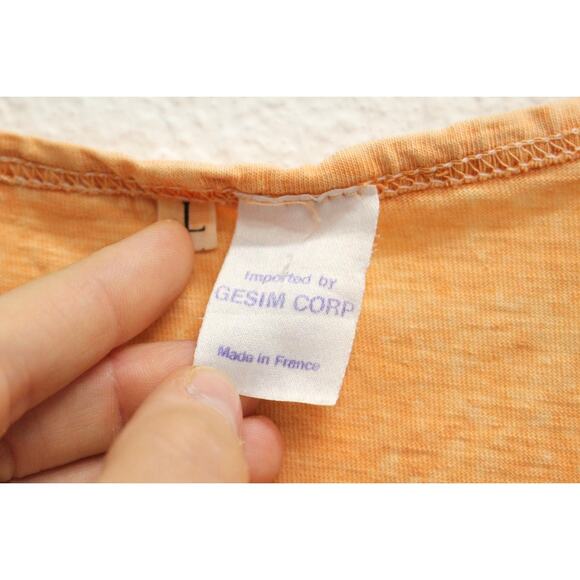 L
Imported by
GESIM CORP
Made in France